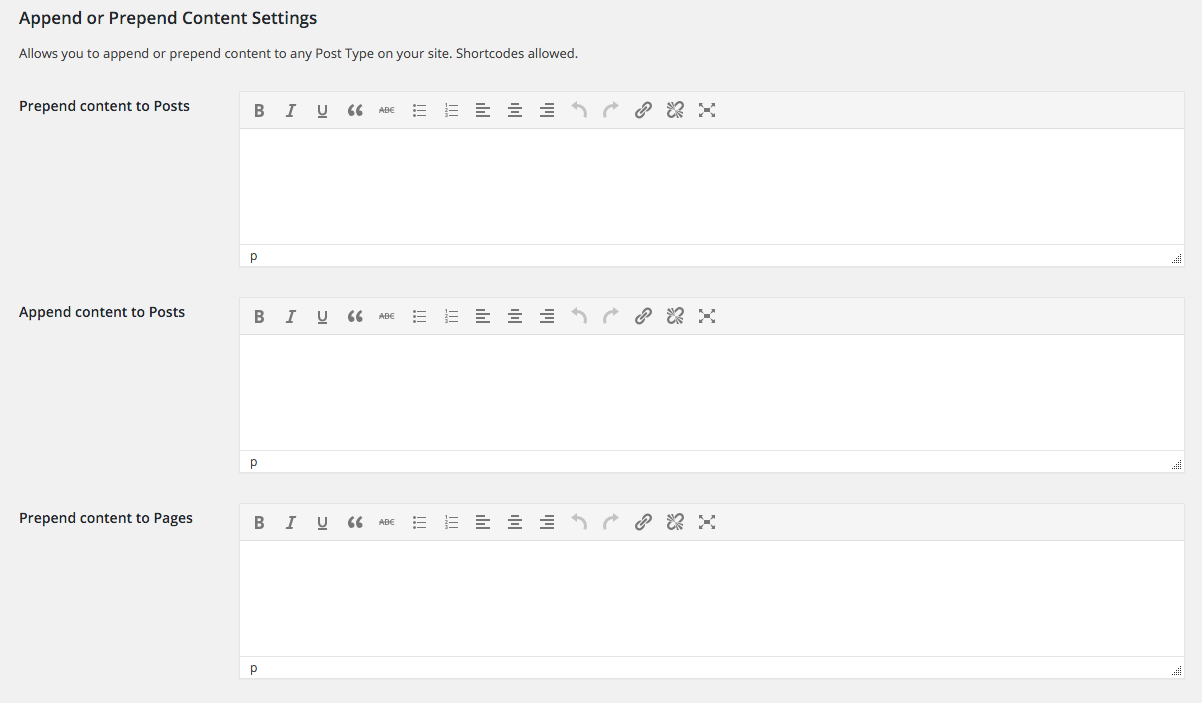 Append or Prepend Content Settings
Allows you to append or prepend content to any Post Type on your site. Shortcodes allowed.
Prepend content to Posts
B I U “ ABC
p
Append content to Posts
B I U “ ABC
p
Prepend content to Pages
B I U “ ABC
p